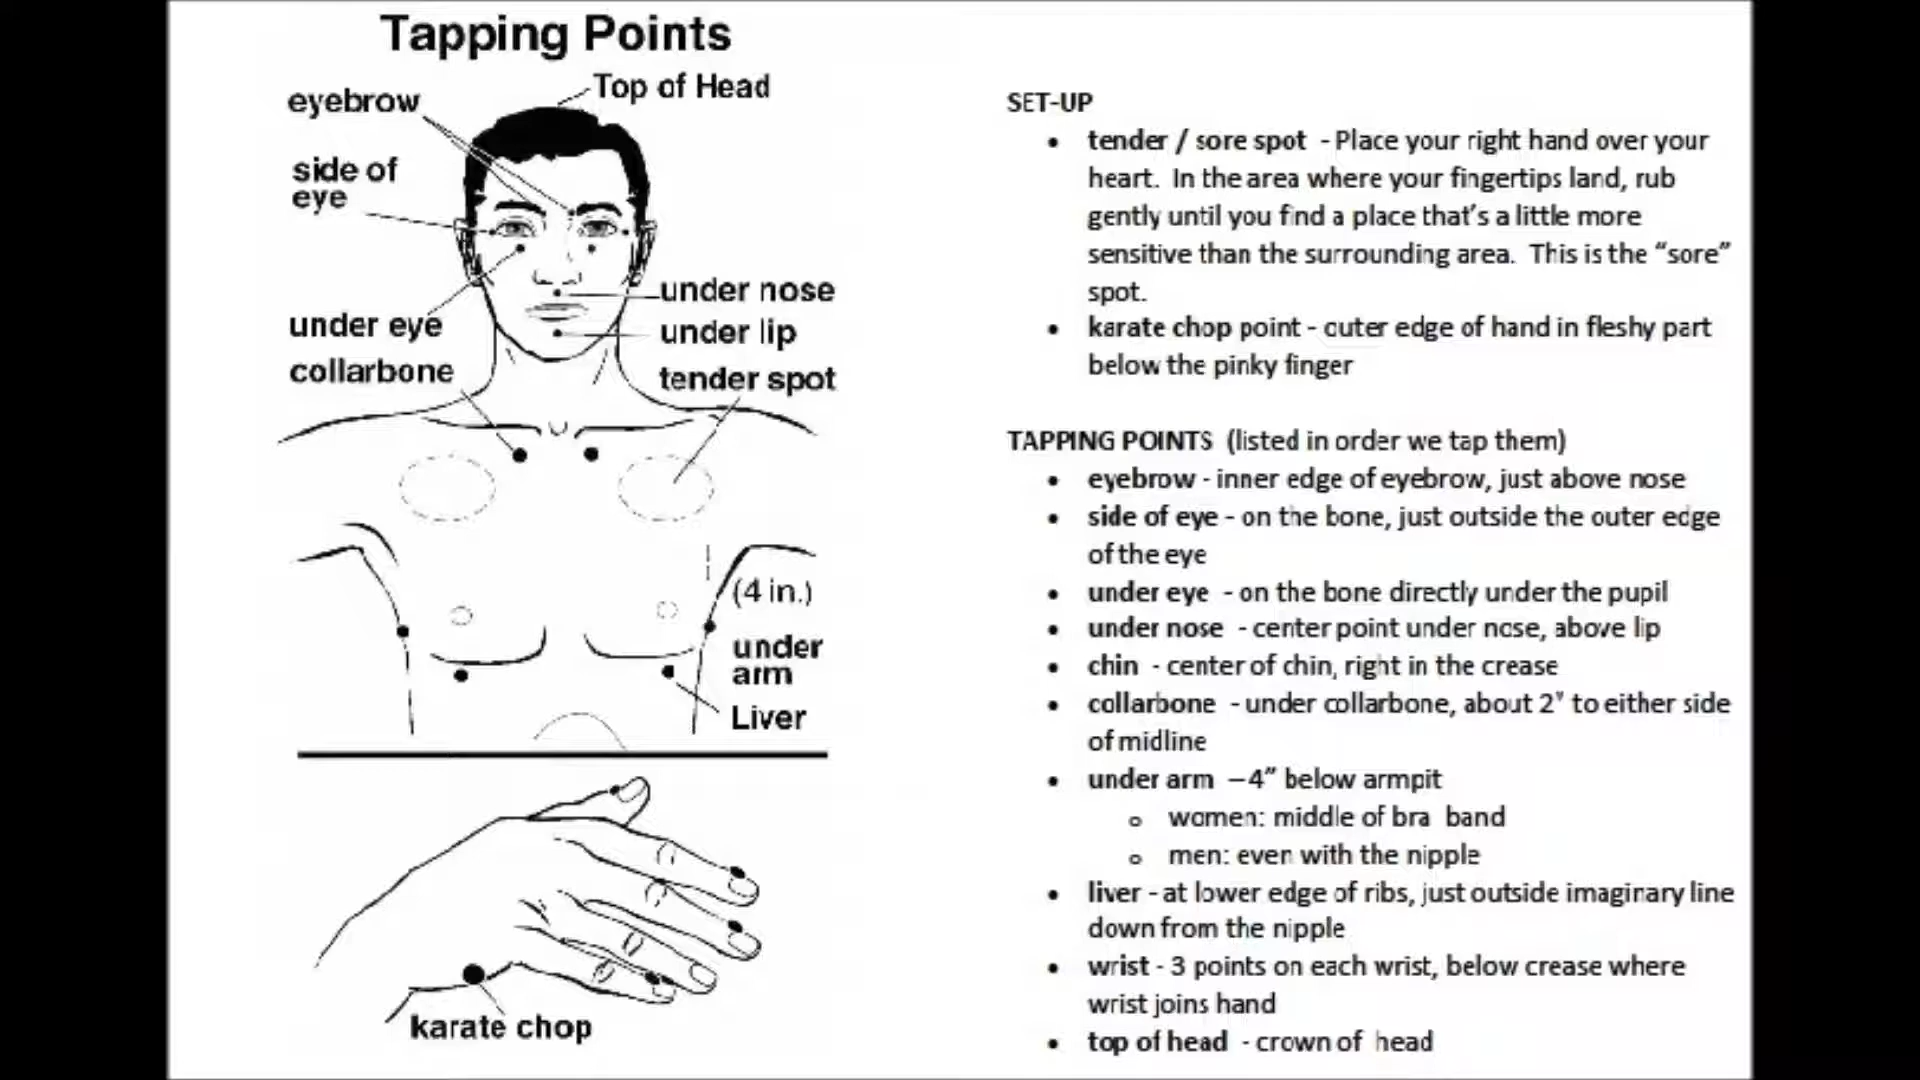 Tapping Points
Top of Head
eyebrow
side of
eye
under nose
under eye
under lip
collarbone
tender spot
(4 in.)
under
arm
Liver
karate chop
SET-UP
• tender / sore spot - Place your right hand over your
heart. In the area where your fingertips land, rub
gently until you find a place that's a little more
sensitive than the surrounding area. This is the “sore”
spot.
• karate chop point - outer edge of hand in fleshy part
below the pinky finger
TAPPING POINTS (listed in order we tap them)
• eyebrow - inner edge of eyebrow, just above nose
• side of eye - on the bone, just outside the outer edge
of the eye
• under eye - on the bone directly under the pupil
• under nose - center point under nose, above lip
• chin - center of chin, right in the crease
• collarbone - under collarbone, about 2" to either side
of midline
• under arm – 4” below armpit
o women: middle of bra band
o men: even with the nipple
• liver - at lower edge of ribs, just outside imaginary line
down from the nipple
• wrist - 3 points on each wrist, below crease where
wrist joins hand
• top of head - crown of head